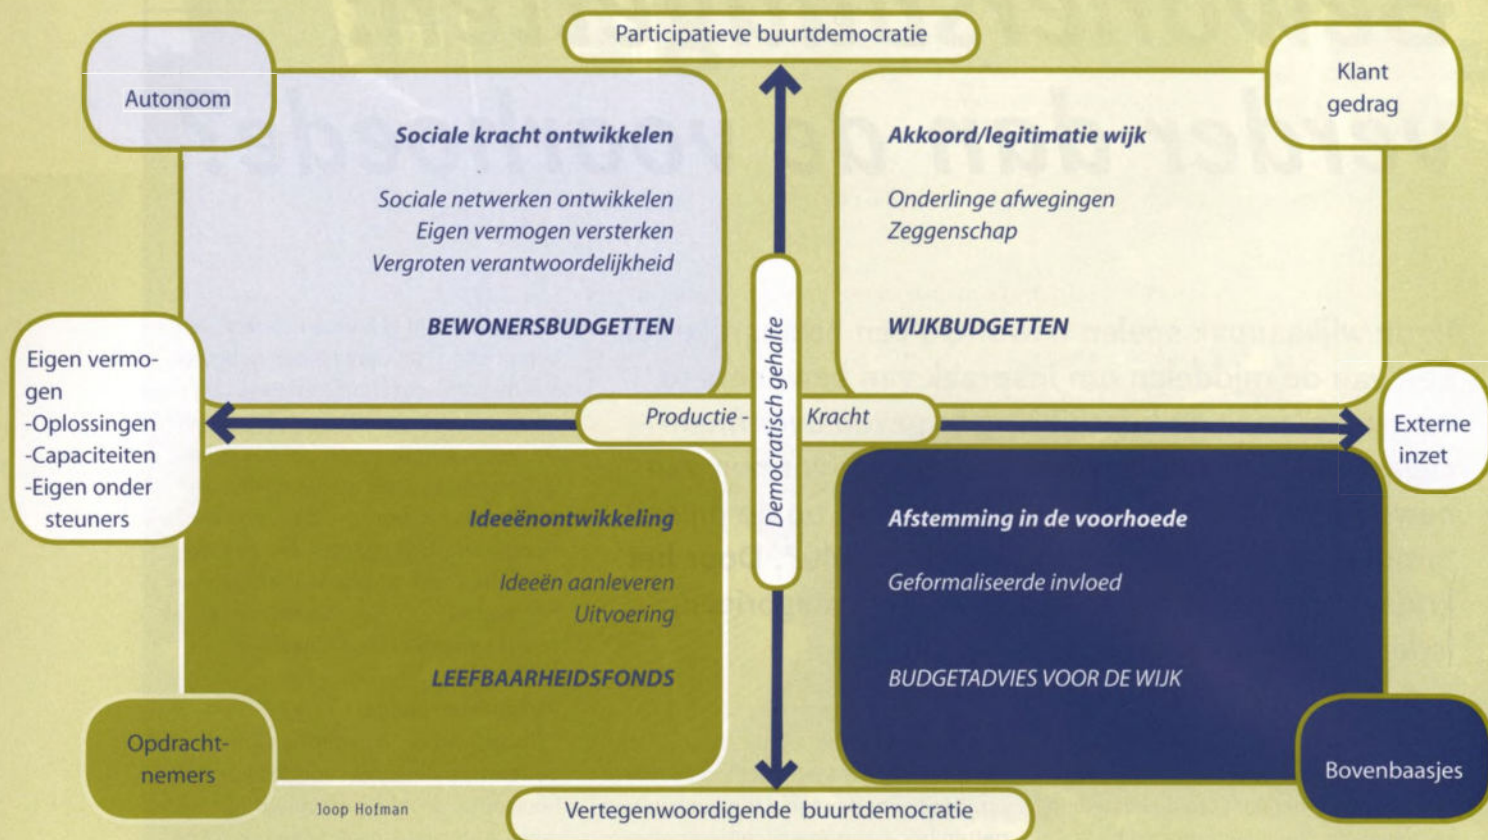 Participatieve buurtdemocratie
Autonoom
Klant
gedrag
Sociale kracht ontwikkelen
Sociale netwerken ontwikkelen
Eigen vermogen versterken
Vergroten verantwoordelijkheid
BEWONERSBUDGETTEN
Akkoord/legitimatie wijk
Onderlinge afwegingen
Zeggenschap
WIJKBUDGETTEN
Eigen vermo-
gen
-Oplossingen
-Capaciteiten
-Eigen onder
steuners
Productie - Kracht
Democratisch gehalte
Externe
inzet
Ideeënontwikkeling
Ideeën aanleveren
Uitvoering
LEEFBAARHEIDSFONDS
Afstemming in de voorhoede
Geformaliseerde invloed
BUDGETADVIES VOOR DE WIJK
Opdracht-
nemers
Bovenbaasjes
Joop Hofman
Vertegenwoordigende buurtdemocratie